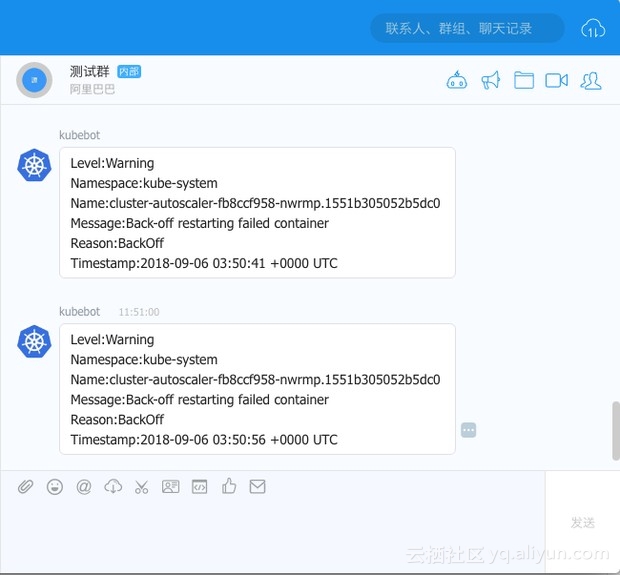 联系人、群组、聊天记录
测试群 内部
阿里巴巴
kubebot
Level:Warning
Namespace:kube-system
Name:cluster-autoscaler-fb8ccf958-nwrmp.1551b305052b5dc0
Message:Back-off restarting failed container
Reason:BackOff
Timestamp:2018-09-06 03:50:41 +0000 UTC
kubebot 11:51:00
Level:Warning
Namespace:kube-system
Name:cluster-autoscaler-fb8ccf958-nwrmp.1551b305052b5dc0
Message:Back-off restarting failed container
Reason:BackOff
Timestamp:2018-09-06 03:50:56 +0000 UTC
发送
云栖社区 yq.aliyun.com